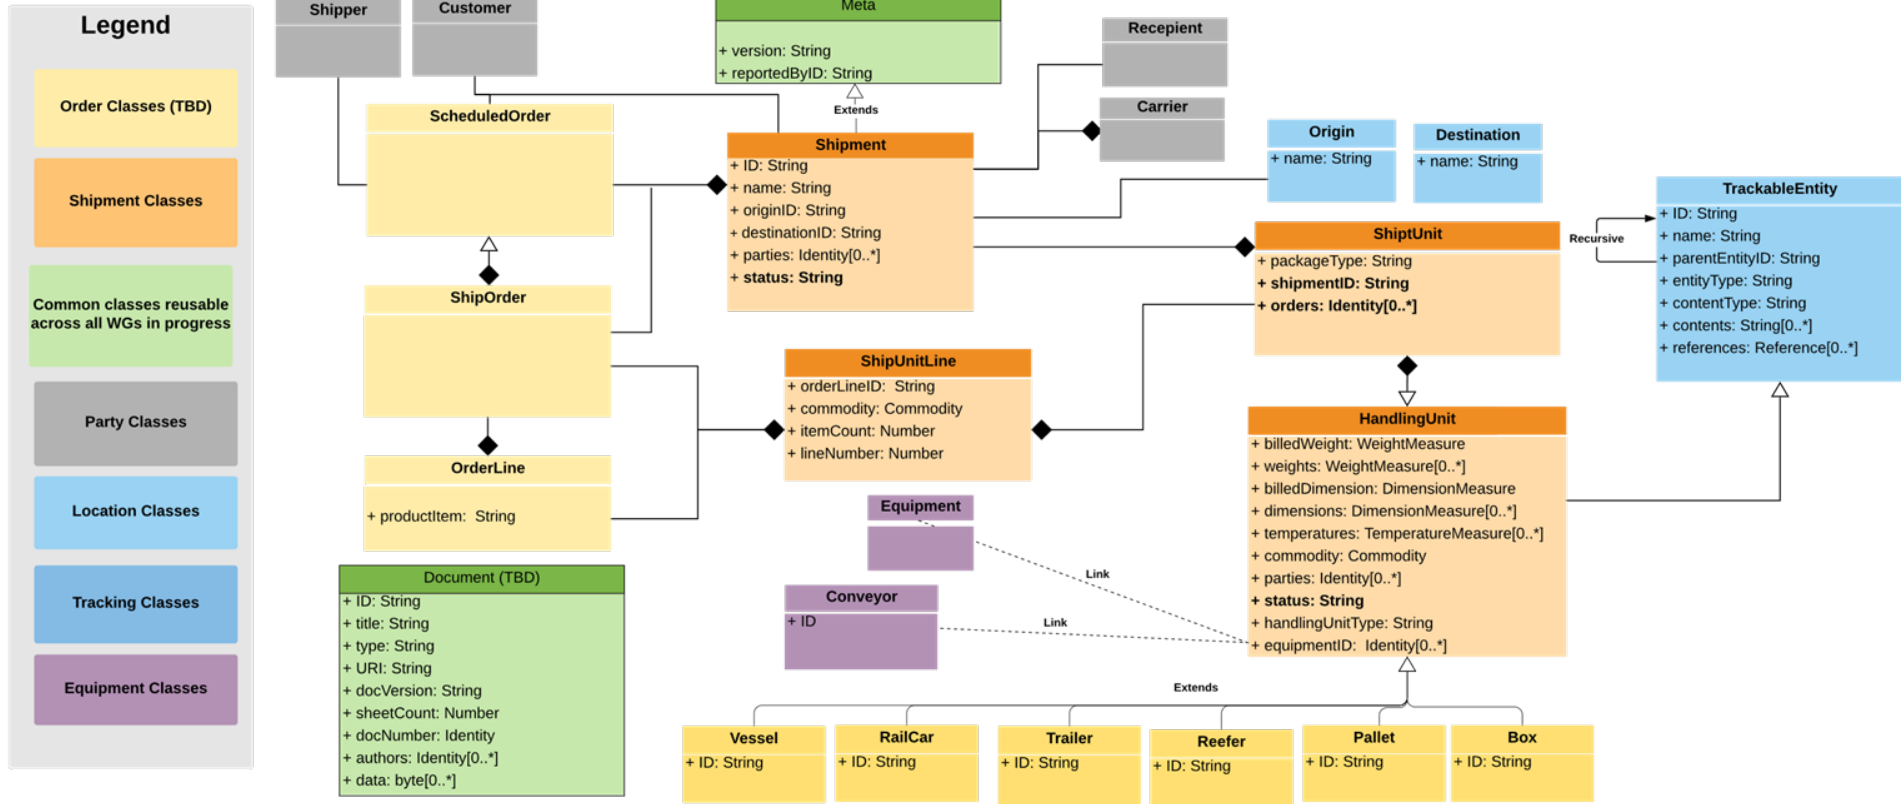 Legend
Order Classes (TBD)
Shipment Classes
Common classes reusable
across all WGs in progress
Party Classes
Location Classes
Tracking Classes
Equipment Classes
Shipper
Customer
Meta
+ version: String
+ reportedByID: String
Extends
Recepient
Carrier
ScheduledOrder
Shipment
+ ID: String
+ name: String
+ originID: String
+ destinationID: String
+ parties: Identity[0..*]
+ status: String
Origin
+ name: String
Destination
+ name: String
TrackableEntity
+ ID: String
+ name: String
+ parentEntityID: String
+ entityType: String
+ contentType: String
+ contents: String[0..*]
+ references: Reference[0..*]
Recursive
ShiptUnit
+ packageType: String
+ shipmentID: String
+ orders: Identity[0..*]
ShipOrder
ShipUnitLine
+ orderLineID: String
+ commodity: Commodity
+ itemCount: Number
+ lineNumber: Number
HandlingUnit
+ billedWeight: WeightMeasure
+ weights: WeightMeasure[0..*]
+ billedDimension: DimensionMeasure
+ dimensions: DimensionMeasure[0..*]
+ temperatures: TemperatureMeasure[0..*]
+ commodity: Commodity
+ parties: Identity[0..*]
+ status: String
+ handlingUnitType: String
+ equipmentID: Identity[0..*]
OrderLine
+ productItem: String
Equipment
Link
Conveyor
+ ID
Link
Document (TBD)
+ ID: String
+ title: String
+ type: String
+ URI: String
+ docVersion: String
+ sheetCount: Number
+ docNumber: Identity
+ authors: Identity[0..*]
+ data: byte[0..*]
Extends
Vessel
+ ID: String
RailCar
+ ID: String
Trailer
+ ID: String
Reefer
+ ID: String
Pallet
+ ID: String
Box
+ ID: String